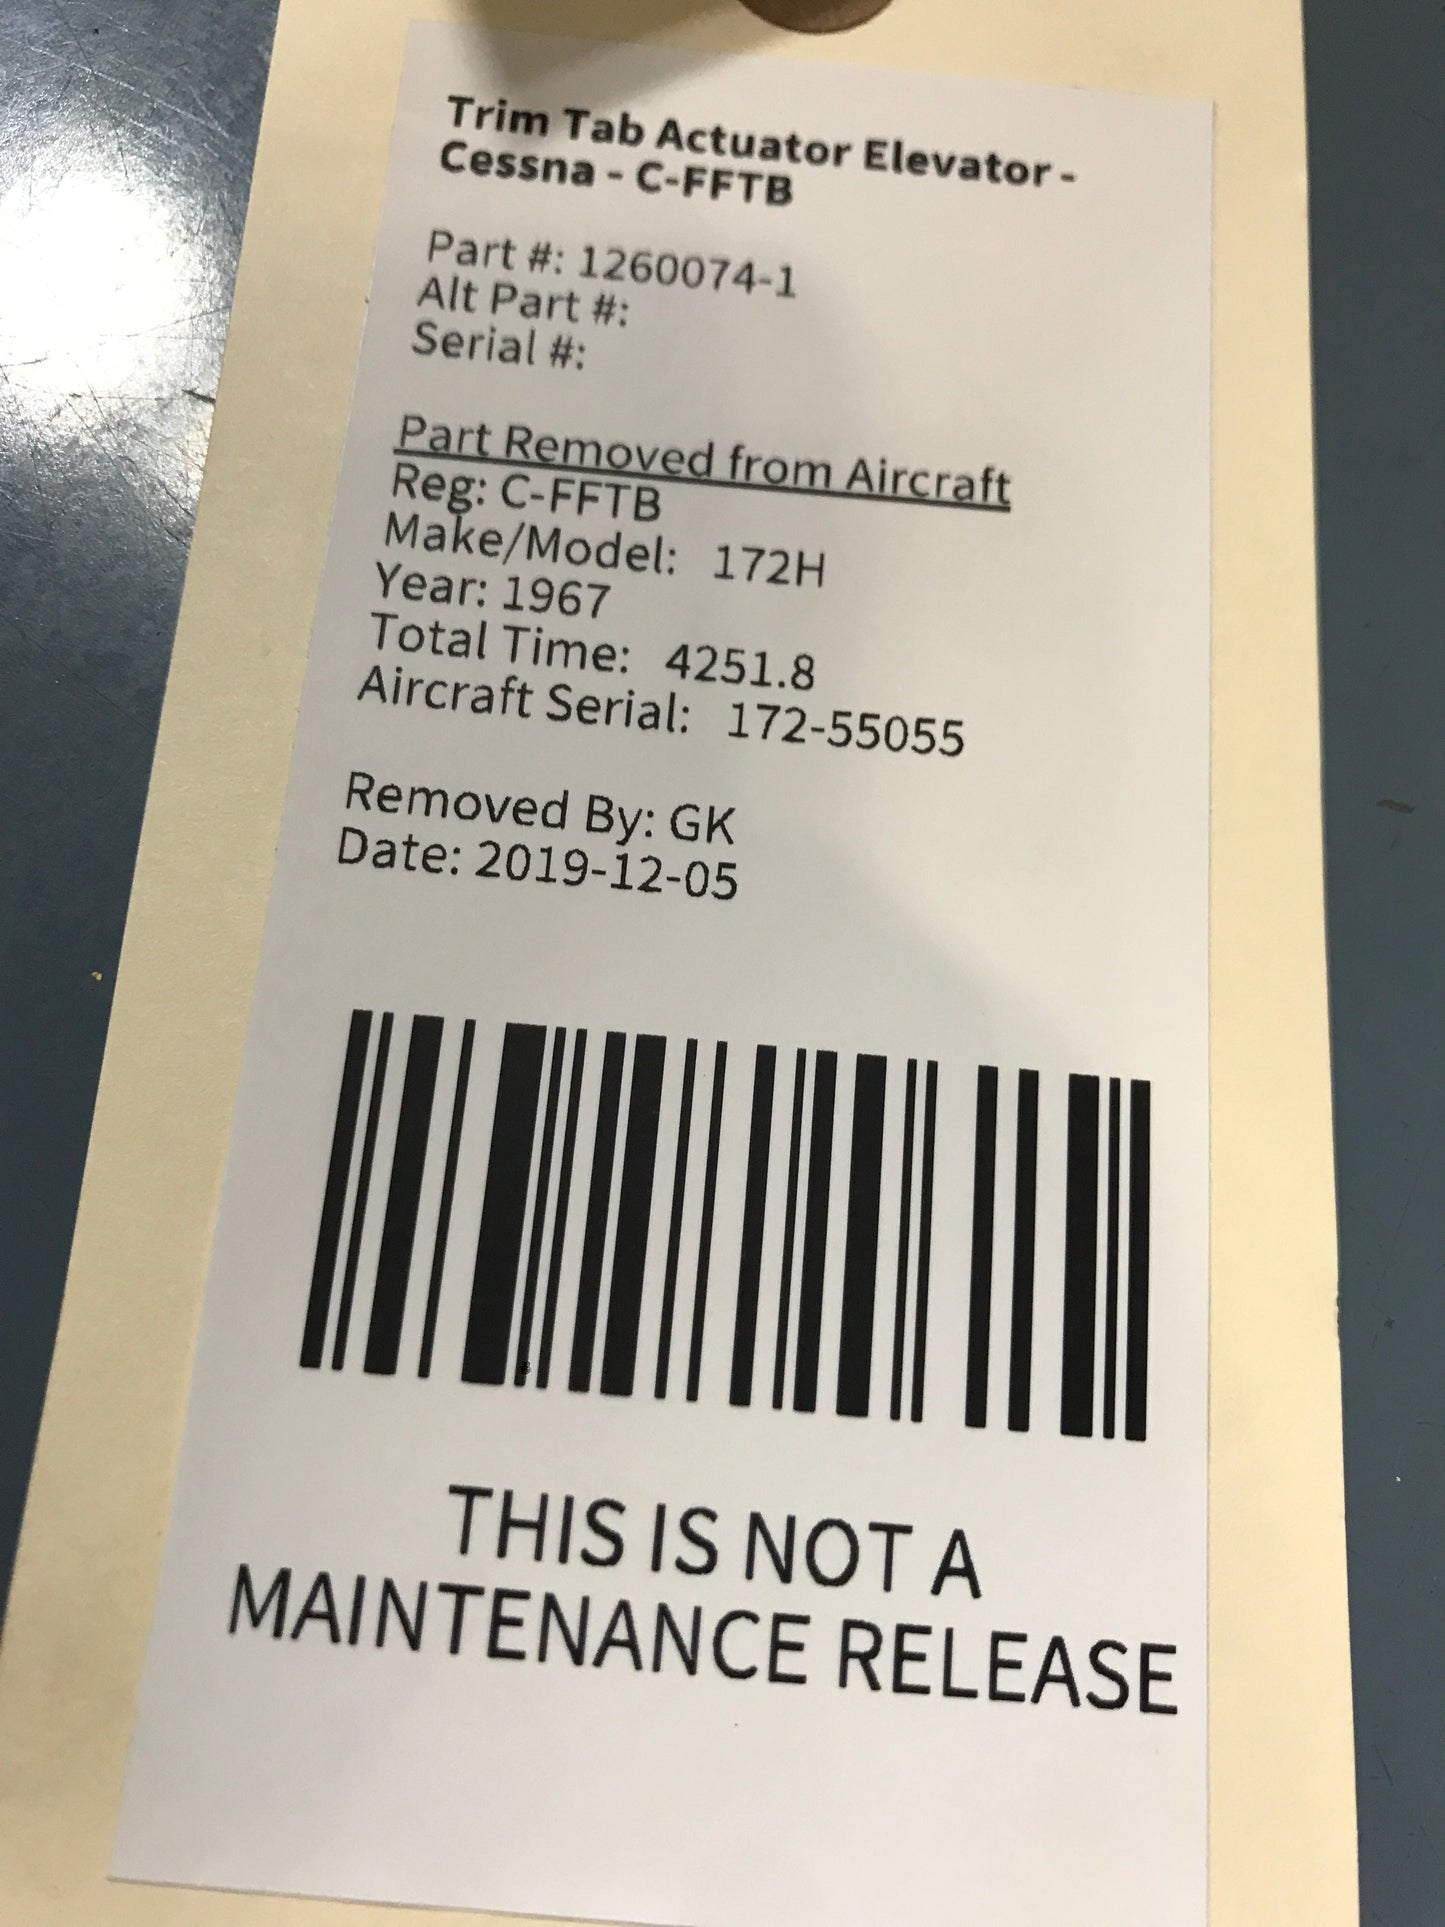 Trim Tab Actuator Elevator -
Cessna - C-FFTB
Part #: 1260074-1
Alt Part #:
Serial #:
Part Removed from Aircraft
Reg: C-FFTB
Make/Model: 172H
Year: 1967
Total Time: 4251.8
Aircraft Serial: 172-55055
Removed By: GK
Date: 2019-12-05
THIS IS NOT A
MAINTENANCE RELEASE